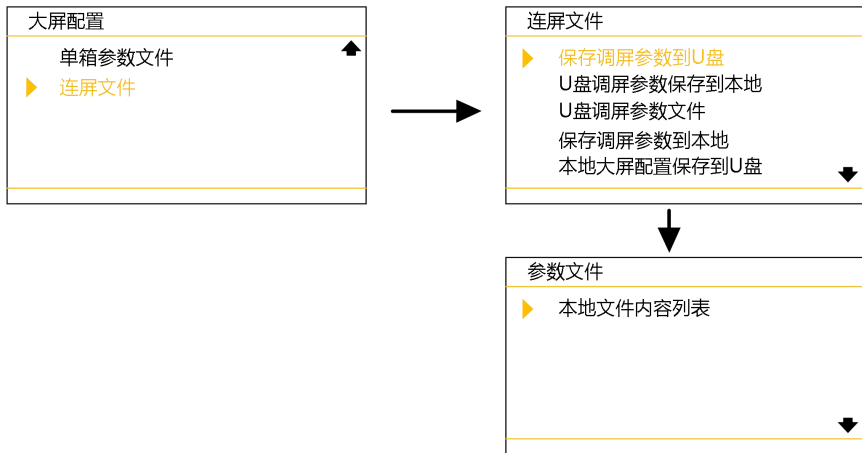 大屏配置
单箱参数文件
连屏文件
连屏文件
保存调屏参数到U盘
U盘调屏参数保存到本地
U盘调屏参数文件
保存调屏参数到本地
本地大屏配置保存到U盘
参数文件
本地文件内容列表